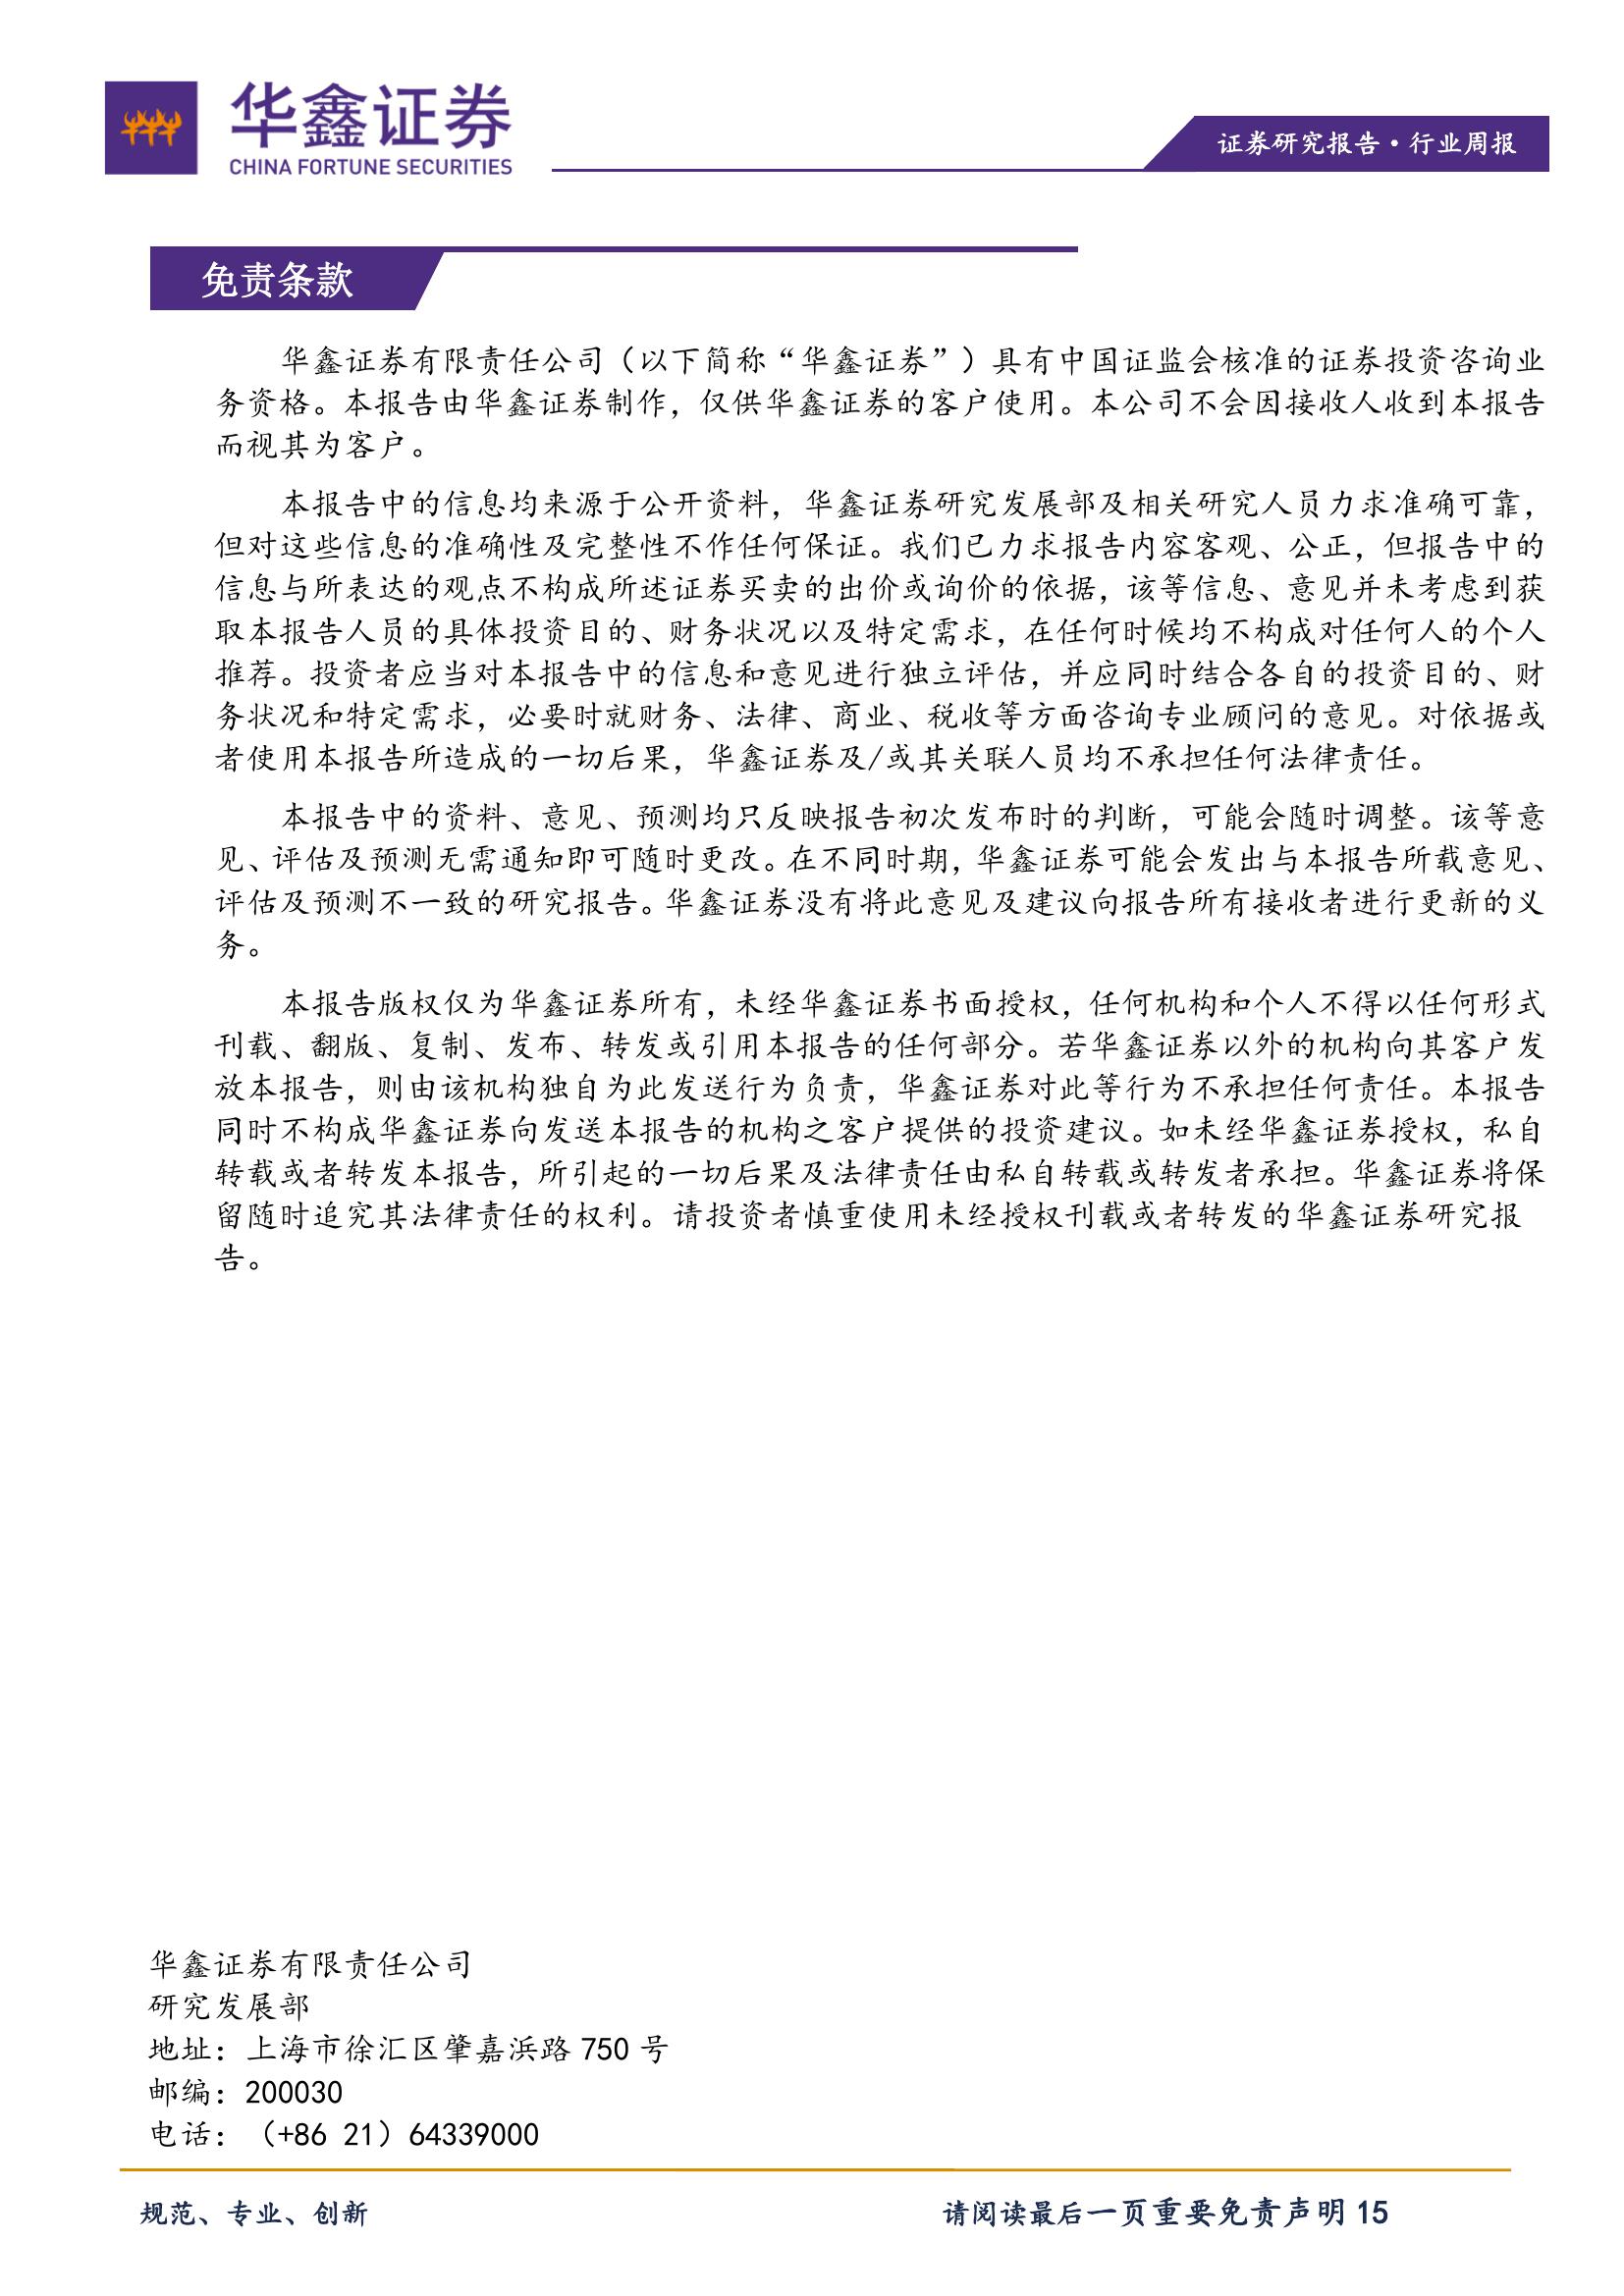 华鑫证券
CHINA FORTUNE SECURITIES
证券研究报告·行业周报
免责条款
华鑫证券有限责任公司（以下简称“华鑫证券”）具有中国证监会核准的证券投资咨询业
务资格。本报告由华鑫证券制作，仅供华鑫证券的客户使用。本公司不会因接收人收到本报告
而视其为客户。
本报告中的信息均来源于公开资料，华鑫证券研究发展部及相关研究人员力求准确可靠，
但对这些信息的准确性及完整性不作任何保证。我们已力求报告内容客观、公正，但报告中的
信息与所表达的观点不构成所述证券买卖的出价或询价的依据，该等信息、意见并未考虑到获
取本报告人员的具体投资目的、财务状况以及特定需求，在任何时候均不构成对任何人的个人
推荐。投资者应当对本报告中的信息和意见进行独立评估，并应同时结合各自的投资目的、财
务状况和特定需求，必要时就财务、法律、商业、税收等方面咨询专业顾问的意见。对依据或
者使用本报告所造成的一切后果，华鑫证券及/或其关联人员均不承担任何法律责任。
本报告中的资料、意见、预测均只反映报告初次发布时的判断，可能会随时调整。该等意
见、评估及预测无需通知即可随时更改。在不同时期，华鑫证券可能会发出与本报告所载意见、
评估及预测不一致的研究报告。华鑫证券没有将此意见及建议向报告所有接收者进行更新的义
务。
本报告版权仅为华鑫证券所有，未经华鑫证券书面授权，任何机构和个人不得以任何形式
刊载、翻版、复制、发布、转发或引用本报告的任何部分。若华鑫证券以外的机构向其客户发
放本报告，则由该机构独自为此发送行为负责，华鑫证券对此等行为不承担任何责任。本报告
同时不构成华鑫证券向发送本报告的机构之客户提供的投资建议。如未经华鑫证券授权，私自
转载或者转发本报告，所引起的一切后果及法律责任由私自转载或转发者承担。华鑫证券将保
留随时追究其法律责任的权利。请投资者慎重使用未经授权刊载或者转发的华鑫证券研究报
告。
华鑫证券有限责任公司
研究发展部
地址：上海市徐汇区肇嘉浜路 750 号
邮编：200030
电话：（+86 21）64339000
规范、专业、创新
请阅读最后一页重要免责声明 15